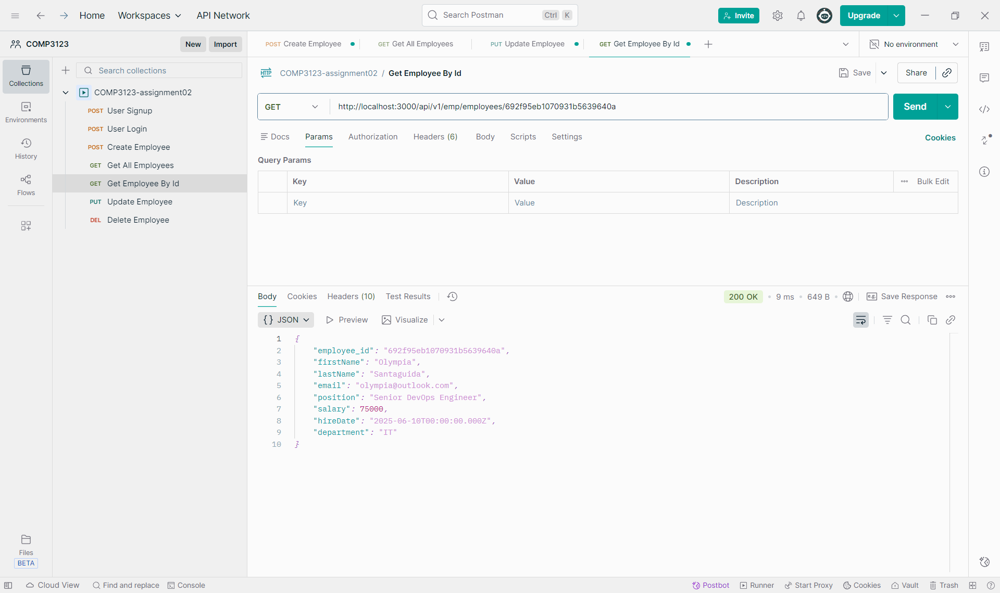 Home Workspaces API Network Search Postman Ctrl K Invite Upgrade
COMP3123 New Import
POST Create Employee GET Get All Employees PUT Update Employee GET Get Employee By Id No environment
Collections
Search collections
COMP3123-assignment02 / Get Employee By Id Save Share
COMP3123-assignment02
POST User Signup
POST User Login
POST Create Employee
GET Get All Employees
GET Get Employee By Id
PUT Update Employee
DEL Delete Employee
Environments
History
Flows
Files
BETA
HTTP
GET http://localhost:3000/api/v1/emp/employees/692f95eb1070931b5639640a Send
Docs Params Authorization Headers (6) Body Scripts Settings Cookies
Query Params
Key Value Description Bulk Edit
Key Value Description
Body Cookies Headers (10) Test Results 200 OK 9 ms 649 B e.g. Save Response
{} JSON Preview Visualize
1 {
2 "employee_id": "692f95eb1070931b5639640a",
3 "firstName": "Olympia",
4 "lastName": "Santaguida",
5 "email": "olympia@outlook.com",
6 "position": "Senior DevOps Engineer",
7 "salary": 75000,
8 "hireDate": "2025-06-10T00:00:00.000Z",
9 "department": "IT"
10 }
Cloud View Find and replace Console Postbot Runner Start Proxy Cookies Vault Trash